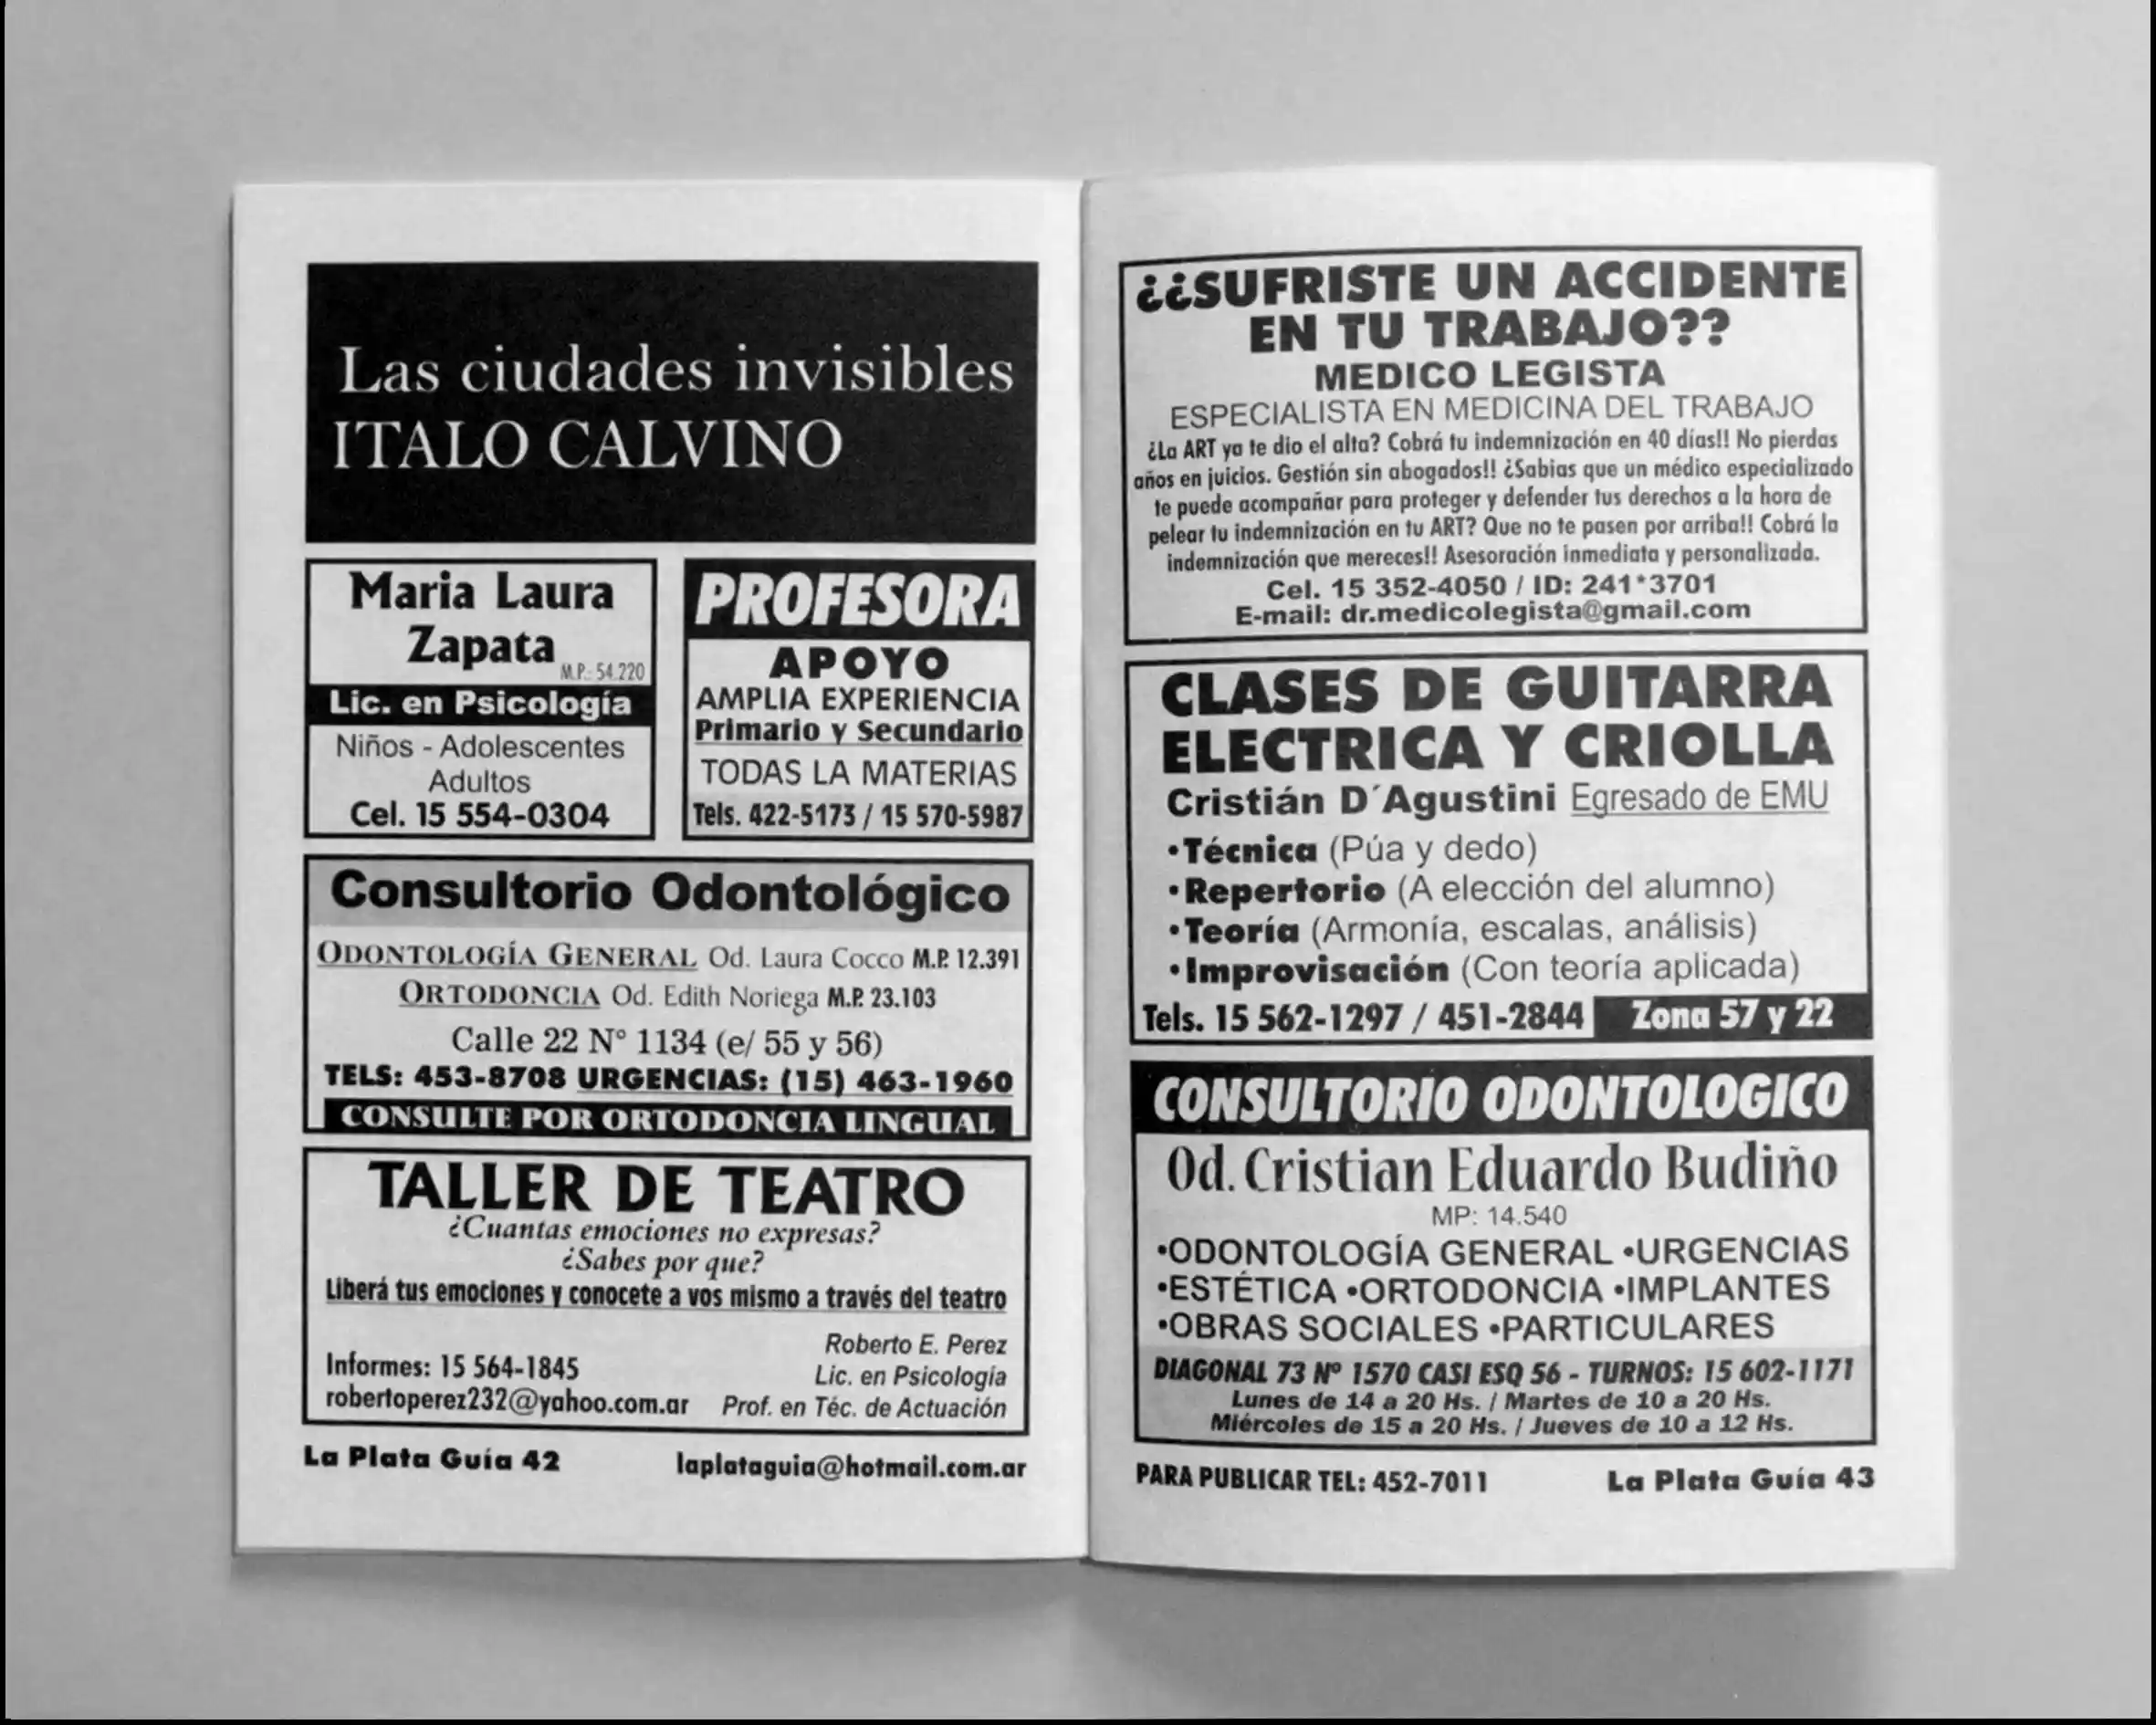 Las ciudades invisibles
ITALO CALVINO
Maria Laura
Zapata
M.P.: 54.220
Lic. en Psicología
Niños - Adolescentes
Adultos
Cel. 15 554-0304
PROFESORA
APOYO
AMPLIA EXPERIENCIA
Primario y Secundario
TODAS LA MATERIAS
Tels. 422-5173 / 15 570-5987
Consultorio Odontológico
ODONTOLOGÍA GENERAL Od. Laura Cocco M.P. 12.391
ORTODONCIA Od. Edith Noriega M.P. 23.103
Calle 22 Nº 1134 (e/ 55 y 56)
TELS: 453-8708 URGENCIAS: (15) 463-1960
CONSULTE POR ORTODONCIA LINGUAL
TALLER DE TEATRO
¿Cuantas emociones no expresas?
¿Sabes por que?
Liberá tus emociones y conocete a vos mismo a través del teatro
Roberto E. Perez
Informes: 15 564-1845 Lic. en Psicología
robertoperez232@yahoo.com.ar Prof. en Téc. de Actuación
La Plata Guía 42 laplataguia@hotmail.com.ar
¿¿SUFRISTE UN ACCIDENTE
EN TU TRABAJO??
MEDICO LEGISTA
ESPECIALISTA EN MEDICINA DEL TRABAJO
¿La ART ya te dio el alta? Cobrá tu indemnización en 40 días!! No pierdas
años en juicios. Gestión sin abogados!! ¿Sabias que un médico especializado
te puede acompañar para proteger y defender tus derechos a la hora de
pelear tu indemnización en tu ART? Que no te pasen por arriba!! Cobrá la
indemnización que mereces!! Asesoración inmediata y personalizada.
Cel. 15 352-4050 / ID: 241*3701
E-mail: dr.medicolegista@gmail.com
CLASES DE GUITARRA
ELECTRICA Y CRIOLLA
Cristián D´Agustini Egresado de EMU
•Técnica (Púa y dedo)
•Repertorio (A elección del alumno)
•Teoría (Armonía, escalas, análisis)
•Improvisación (Con teoría aplicada)
Tels. 15 562-1297 / 451-2844 Zona 57 y 22
CONSULTORIO ODONTOLOGICO
Od. Cristian Eduardo Budiño
MP: 14.540
•ODONTOLOGÍA GENERAL •URGENCIAS
•ESTÉTICA •ORTODONCIA •IMPLANTES
•OBRAS SOCIALES •PARTICULARES
DIAGONAL 73 Nº 1570 CASI ESQ 56 - TURNOS: 15 602-1171
Lunes de 14 a 20 Hs. / Martes de 10 a 20 Hs.
Miércoles de 15 a 20 Hs. / Jueves de 10 a 12 Hs.
PARA PUBLICAR TEL: 452-7011 La Plata Guía 43